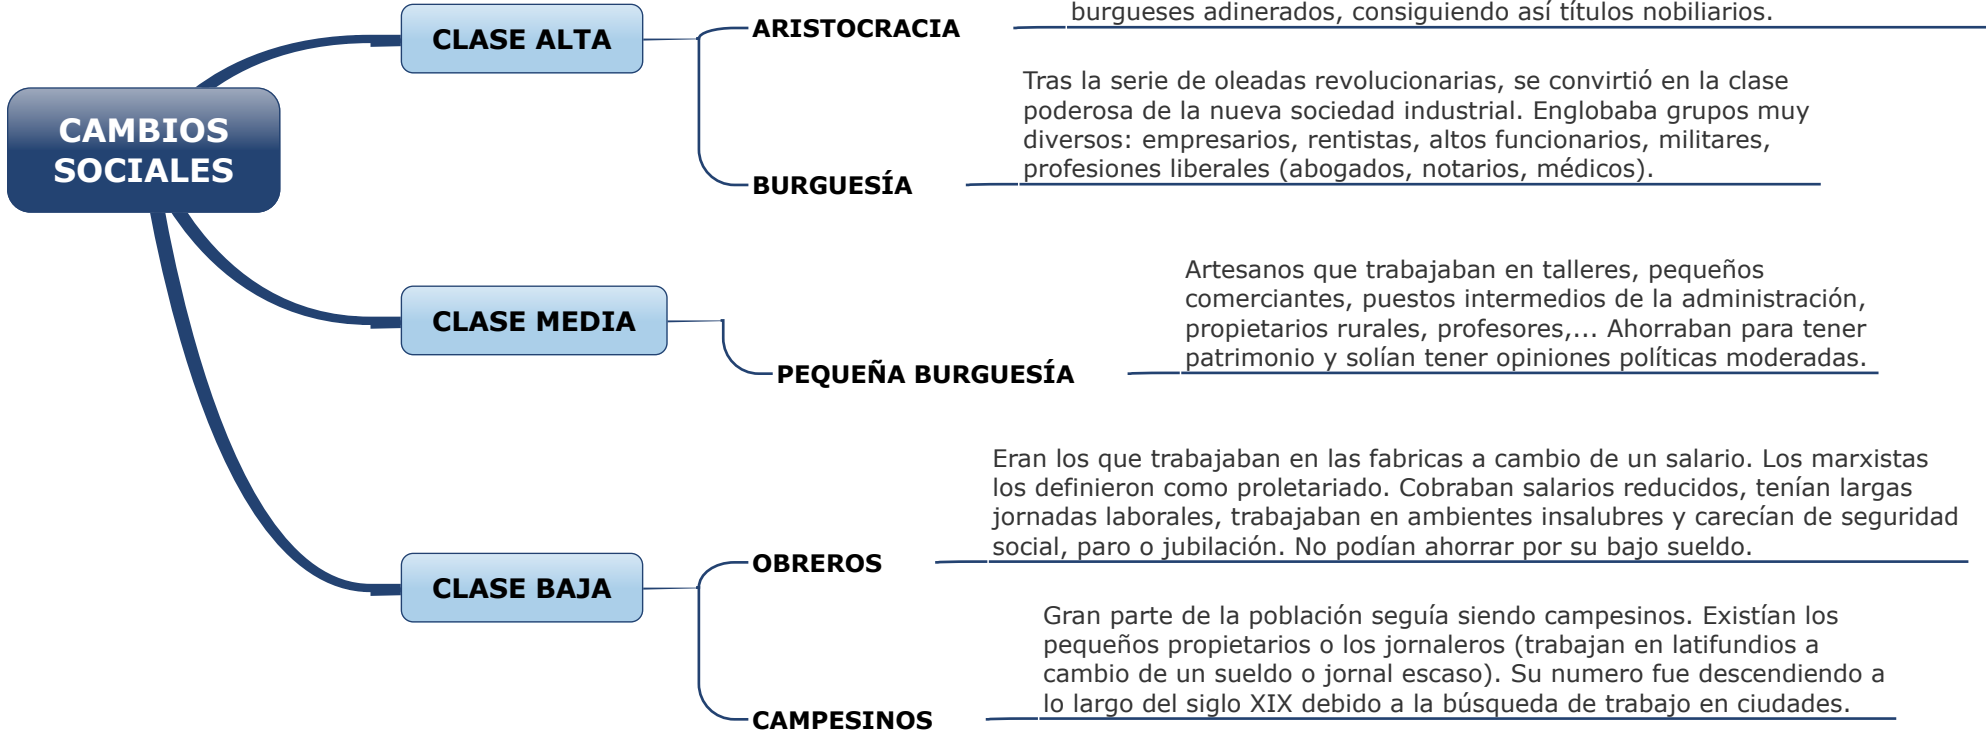 CAMBIOS
SOCIALES
CLASE ALTA
ARISTOCRACIA
burgueses adinerados, consiguiendo así títulos nobiliarios.
BURGUESÍA
Tras la serie de oleadas revolucionarias, se convirtió en la clase
poderosa de la nueva sociedad industrial. Englobaba grupos muy
diversos: empresarios, rentistas, altos funcionarios, militares,
profesiones liberales (abogados, notarios, médicos).
CLASE MEDIA
PEQUEÑA BURGUESÍA
Artesanos que trabajaban en talleres, pequeños
comerciantes, puestos intermedios de la administración,
propietarios rurales, profesores,... Ahorraban para tener
patrimonio y solían tener opiniones políticas moderadas.
CLASE BAJA
OBREROS
Eran los que trabajaban en las fabricas a cambio de un salario. Los marxistas
los definieron como proletariado. Cobraban salarios reducidos, tenían largas
jornadas laborales, trabajaban en ambientes insalubres y carecían de seguridad
social, paro o jubilación. No podían ahorrar por su bajo sueldo.
CAMPESINOS
Gran parte de la población seguía siendo campesinos. Existían los
pequeños propietarios o los jornaleros (trabajan en latifundios a
cambio de un sueldo o jornal escaso). Su numero fue descendiendo a
lo largo del siglo XIX debido a la búsqueda de trabajo en ciudades.